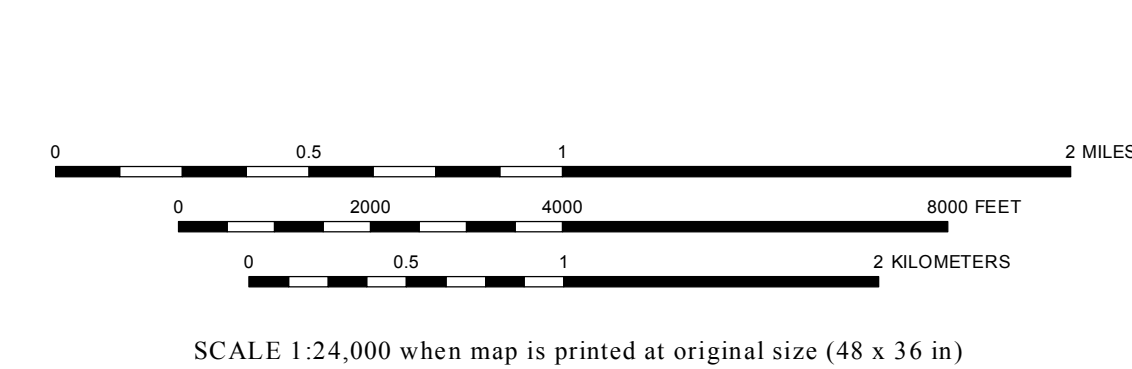 0 0.5 1 2 MILES
0 2000 4000 8000 FEET
0 0.5 1 2 KILOMETERS
SCALE 1:24,000 when map is printed at original size (48 x 36 in)